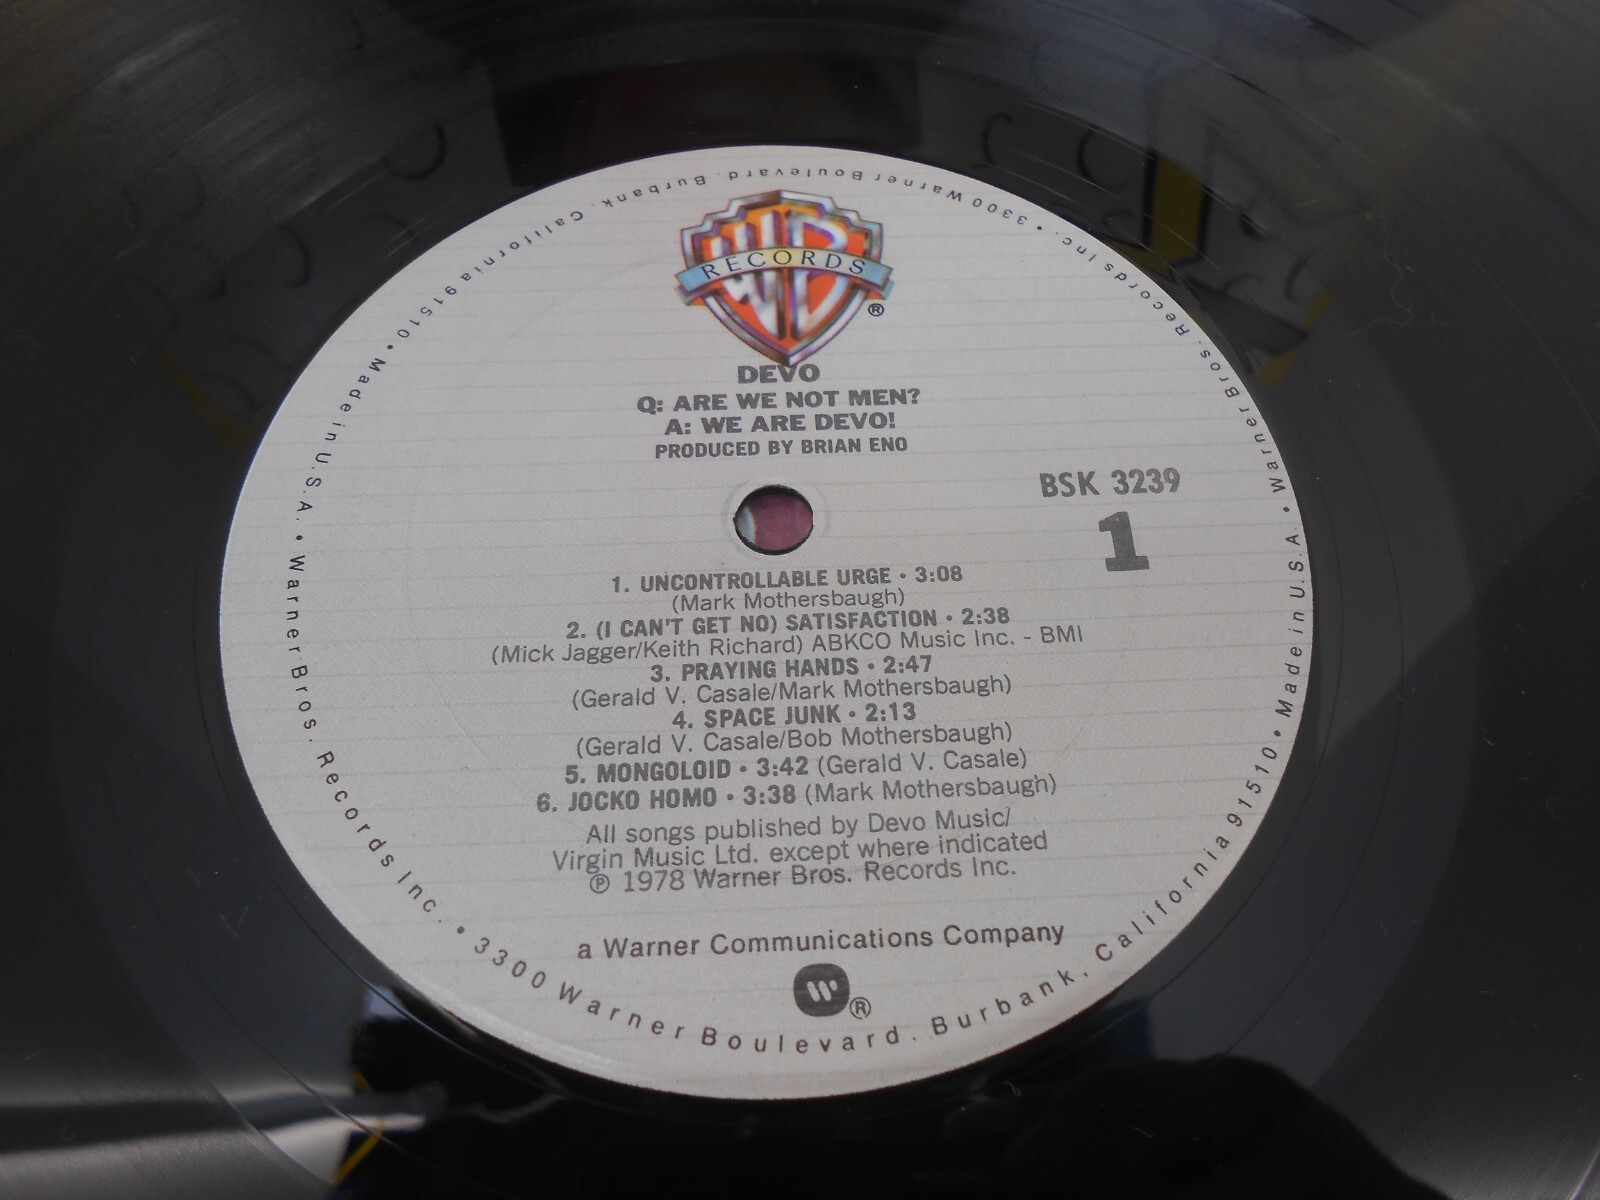 WB
RECORDS
®
DEVO
Q: ARE WE NOT MEN?
A: WE ARE DEVO!
PRODUCED BY BRIAN ENO
BSK 3239
1
1. UNCONTROLLABLE URGE • 3:08
(Mark Mothersbaugh)
2. (I CAN'T GET NO) SATISFACTION • 2:38
(Mick Jagger/Keith Richard) ABKCO Music Inc. - BMI
3. PRAYING HANDS • 2:47
(Gerald V. Casale/Mark Mothersbaugh)
4. SPACE JUNK • 2:13
(Gerald V. Casale/Bob Mothersbaugh)
5. MONGOLOID • 3:42 (Gerald V. Casale)
6. JOCKO HOMO • 3:38 (Mark Mothersbaugh)
All songs published by Devo Music/
Virgin Music Ltd. except where indicated
℗ 1978 Warner Bros. Records Inc.
a Warner Communications Company
W ®
Made in U.S.A. • Warner Bros. Records Inc. • 3300 Warner Boulevard. Burbank. California 91510 • Made in U.S.A. • Warner Bros. Records Inc. • 3300 Warner Boulevard. Burbank. California 91510 •